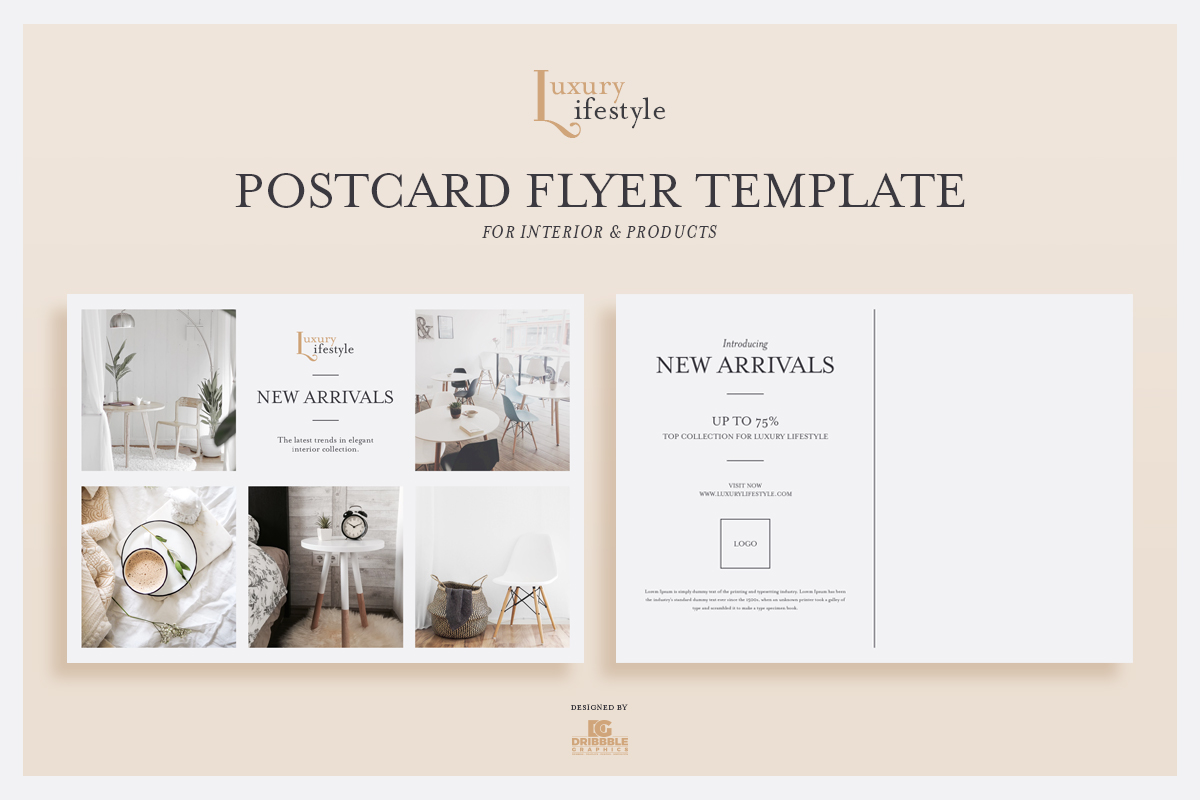 Luxury
Lifestyle
POSTCARD FLYER TEMPLATE
FOR INTERIOR & PRODUCTS
Luxury
Lifestyle
NEW ARRIVALS
The latest trends in elegant
interior collection.
&
Introducing
NEW ARRIVALS
UP TO 75%
TOP COLLECTION FOR LUXURY LIFESTYLE
VISIT NOW
WWW.LUXURYLIFESTYLE.COM
LOGO
Lorem Ipsum is simply dummy text of the printing and typesetting industry. Lorem Ipsum has been
the industry's standard dummy text ever since the 1500s, when an unknown printer took a galley of
type and scrambled it to make a type specimen book.
DESIGNED BY
DG
DRIBBBLE
GRAPHICS